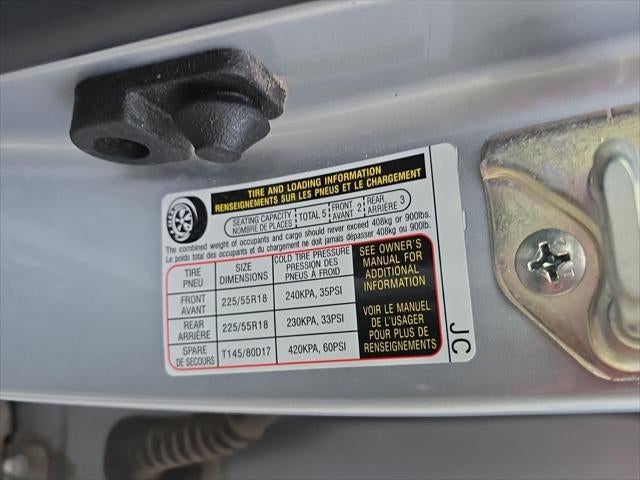 TIRE AND LOADING INFORMATION
RENSEIGNEMENTS SUR LES PNEUS ET LE CHARGEMENT
SEATING CAPACITY TOTAL 5 FRONT 2 REAR 3
NOMBRE DE PLACES AVANT ARRIÈRE
The combined weight of occupants and cargo should never exceed 408kg or 900lbs.
Le poids total des occupants et du chargement ne doit jamais dépasser 408kg ou 900lb.
TIRE PNEU SIZE DIMENSIONS COLD TIRE PRESSURE PRESSION DES PNEUS À FROID
FRONT AVANT 225/55R18 240KPA, 35PSI
REAR ARRIÈRE 225/55R18 230KPA, 33PSI
SPARE DE SECOURS T145/80D17 420KPA, 60PSI
SEE OWNER'S
MANUAL FOR
ADDITIONAL
INFORMATION
VOIR LE MANUEL
DE L'USAGER
POUR PLUS DE
RENSEIGNEMENTS
JC